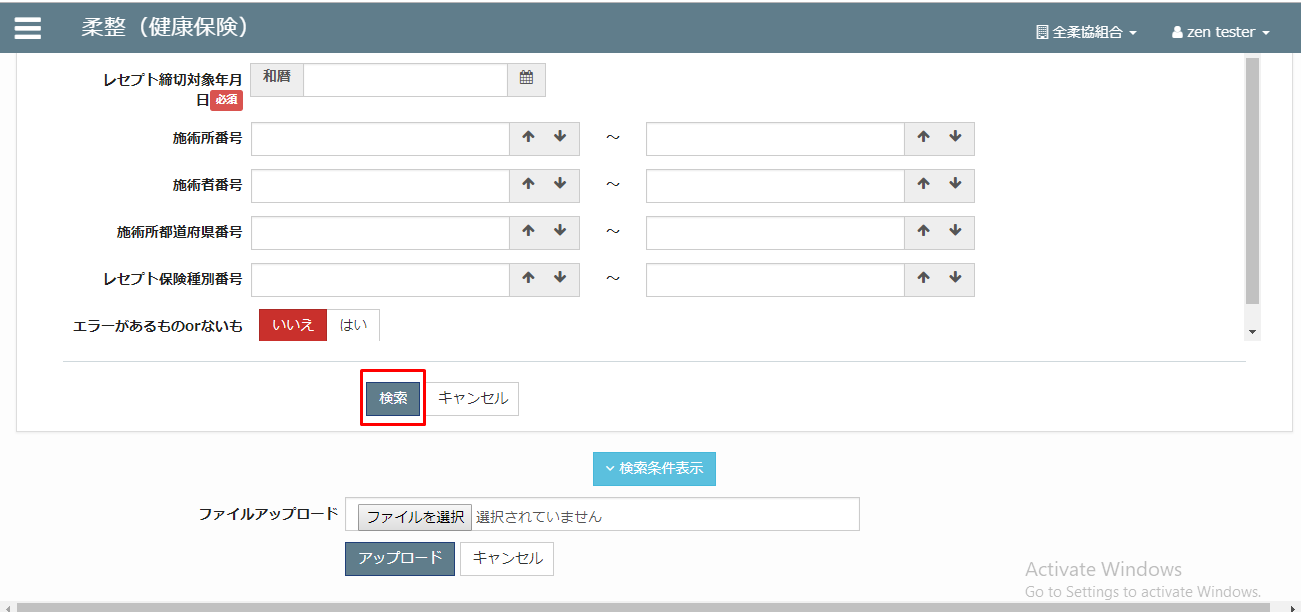 柔整（健康保険）
全柔協組合
zen tester
レセプト締切対象年月
日 必須
和暦
施術所番号
～
施術者番号
～
施術所都道府県番号
～
レセプト保険種別番号
～
エラーがあるものorないも
いいえ はい
検索 キャンセル
検索条件表示
ファイルアップロード ファイルを選択 選択されていません
アップロード キャンセル
Activate Windows
Go to Settings to activate Windows.